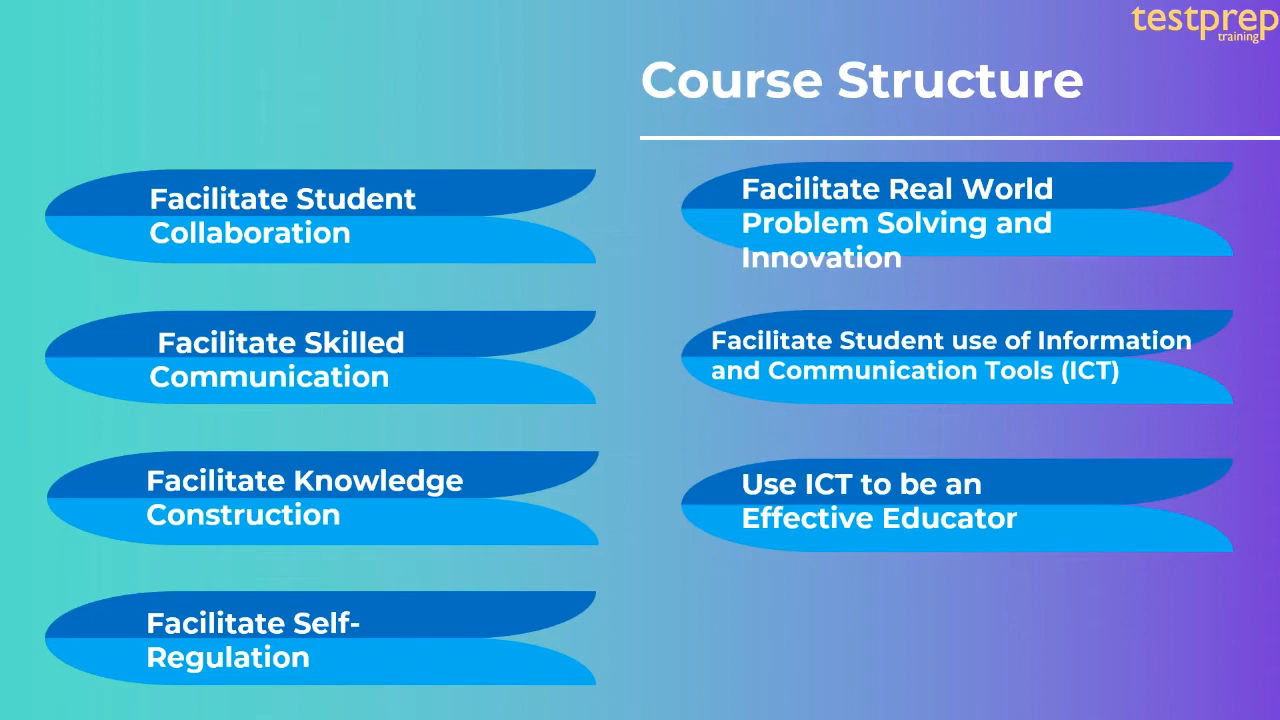 testprep
training
Course Structure
Facilitate Student
Collaboration
Facilitate Skilled
Communication
Facilitate Knowledge
Construction
Facilitate Self-
Regulation
Facilitate Real World
Problem Solving and
Innovation
Facilitate Student use of Information
and Communication Tools (ICT)
Use ICT to be an
Effective Educator